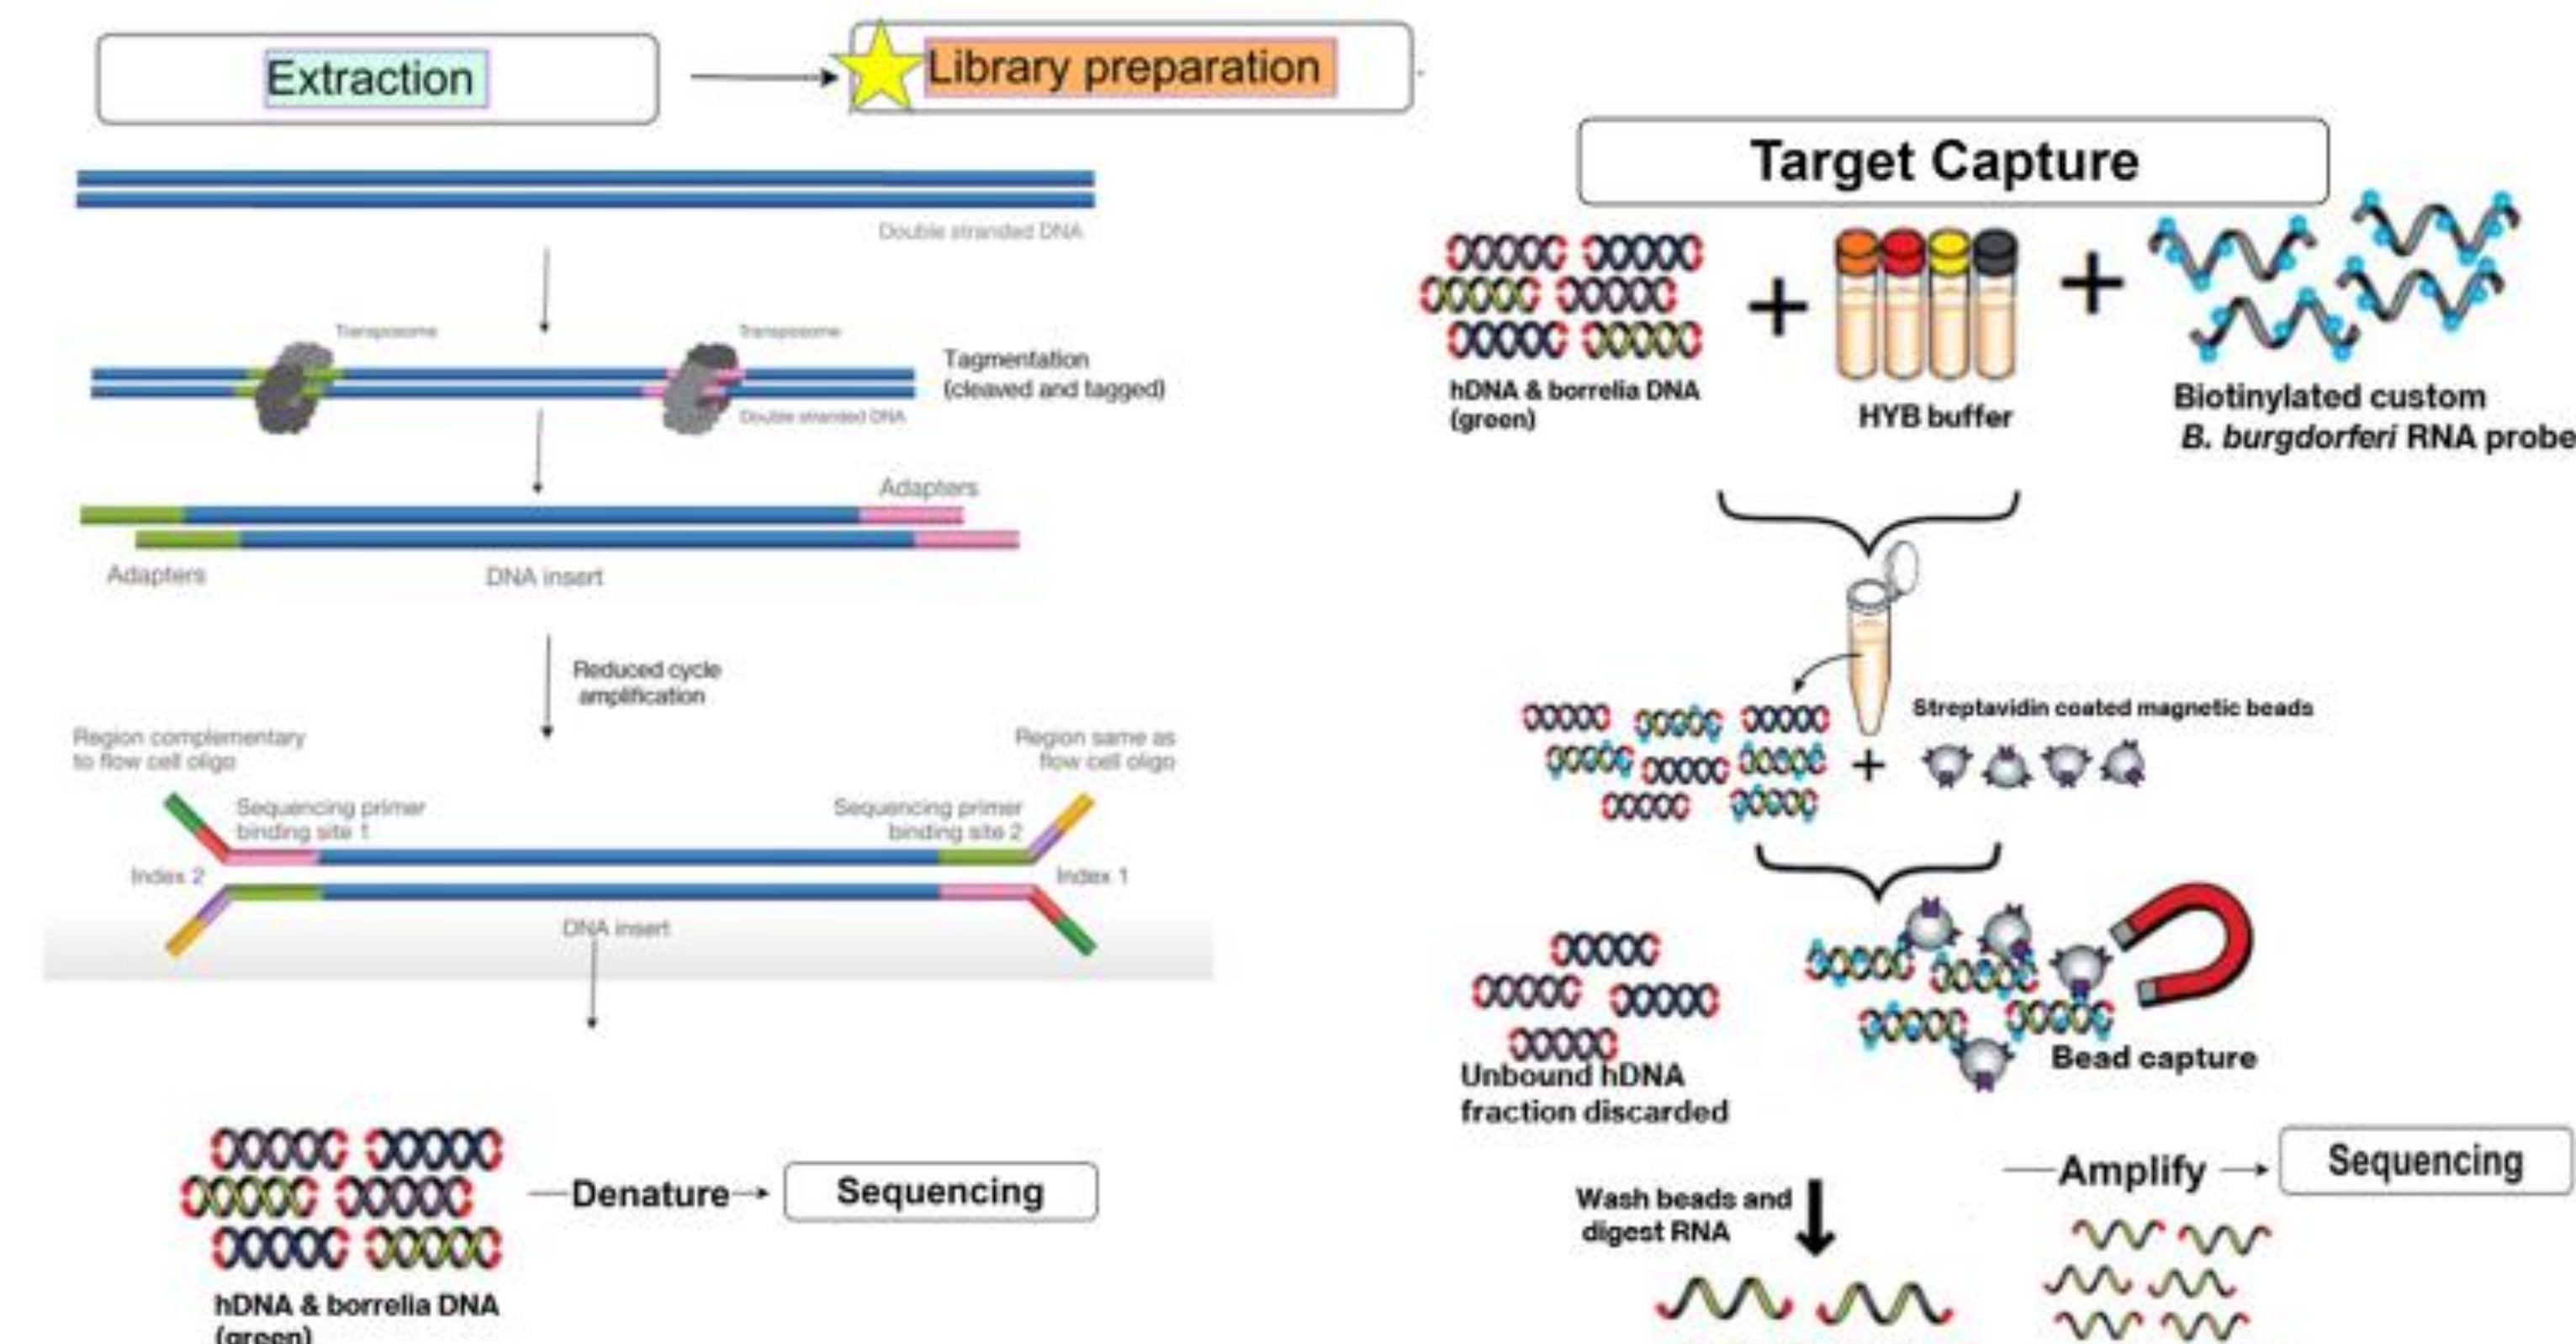 Extraction
Library preparation
Double stranded DNA
Transposome
Transposome
Tagmentation
(cleaved and tagged)
Double stranded DNA
Adapters
Adapters
DNA insert
Reduced cycle
amplification
Region complementary
to flow cell oligo
Region same as
flow cell oligo
Sequencing primer
binding site 1
Sequencing primer
binding site 2
Index 2
Index 1
DNA insert
hDNA & borrelia DNA
(green)
Denature
Sequencing
Target Capture
hDNA & borrelia DNA
(green)
HYB buffer
Biotinylated custom
B. burgdorferi RNA probe
Streptavidin coated magnetic beads
Unbound hDNA
fraction discarded
Bead capture
Wash beads and
digest RNA
Amplify
Sequencing